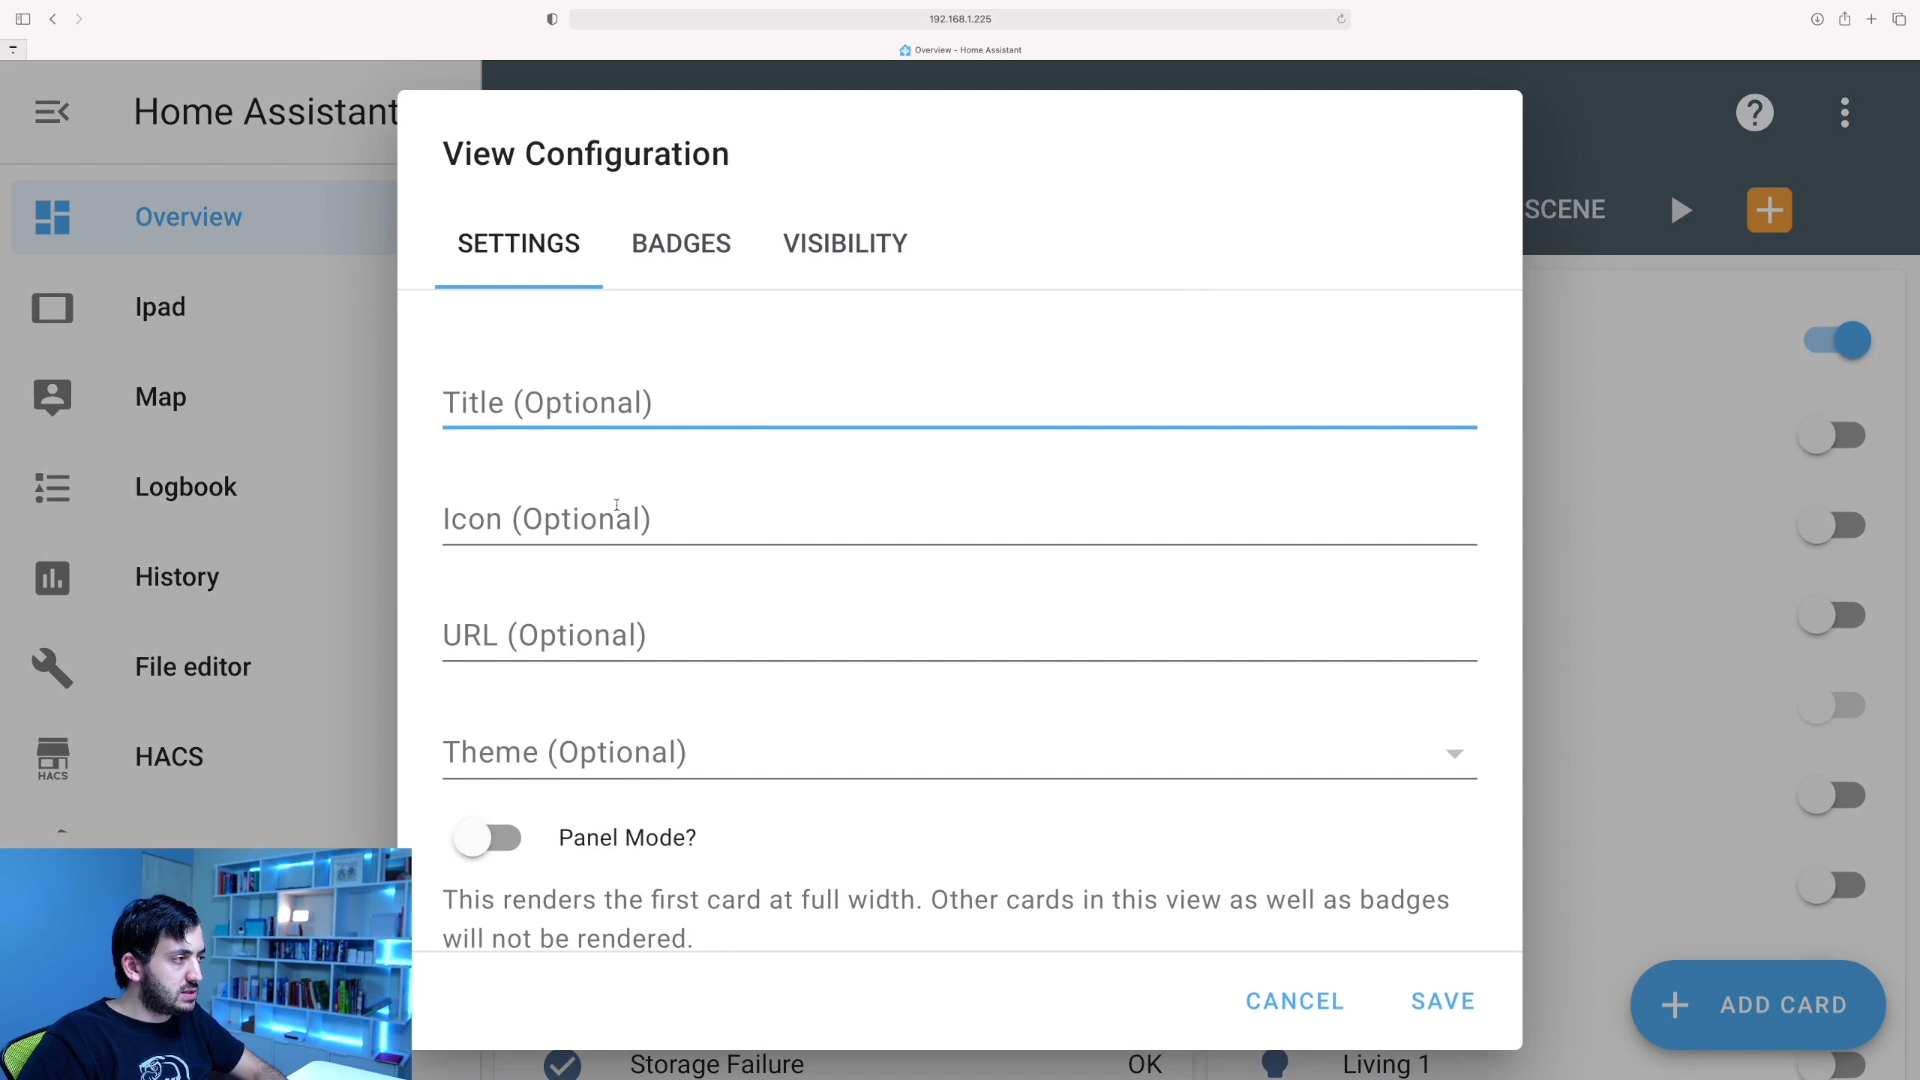 192.168.1.225
Overview - Home Assistant
Home Assistant
View Configuration
SETTINGS
BADGES
VISIBILITY
SCENE
Overview
Ipad
Map
Logbook
History
File editor
HACS
HACS
Title (Optional)
Icon (Optional)
URL (Optional)
Theme (Optional)
Panel Mode?
This renders the first card at full width. Other cards in this view as well as badges
will not be rendered.
CANCEL
SAVE
ADD CARD
Storage Failure
OK
Living 1